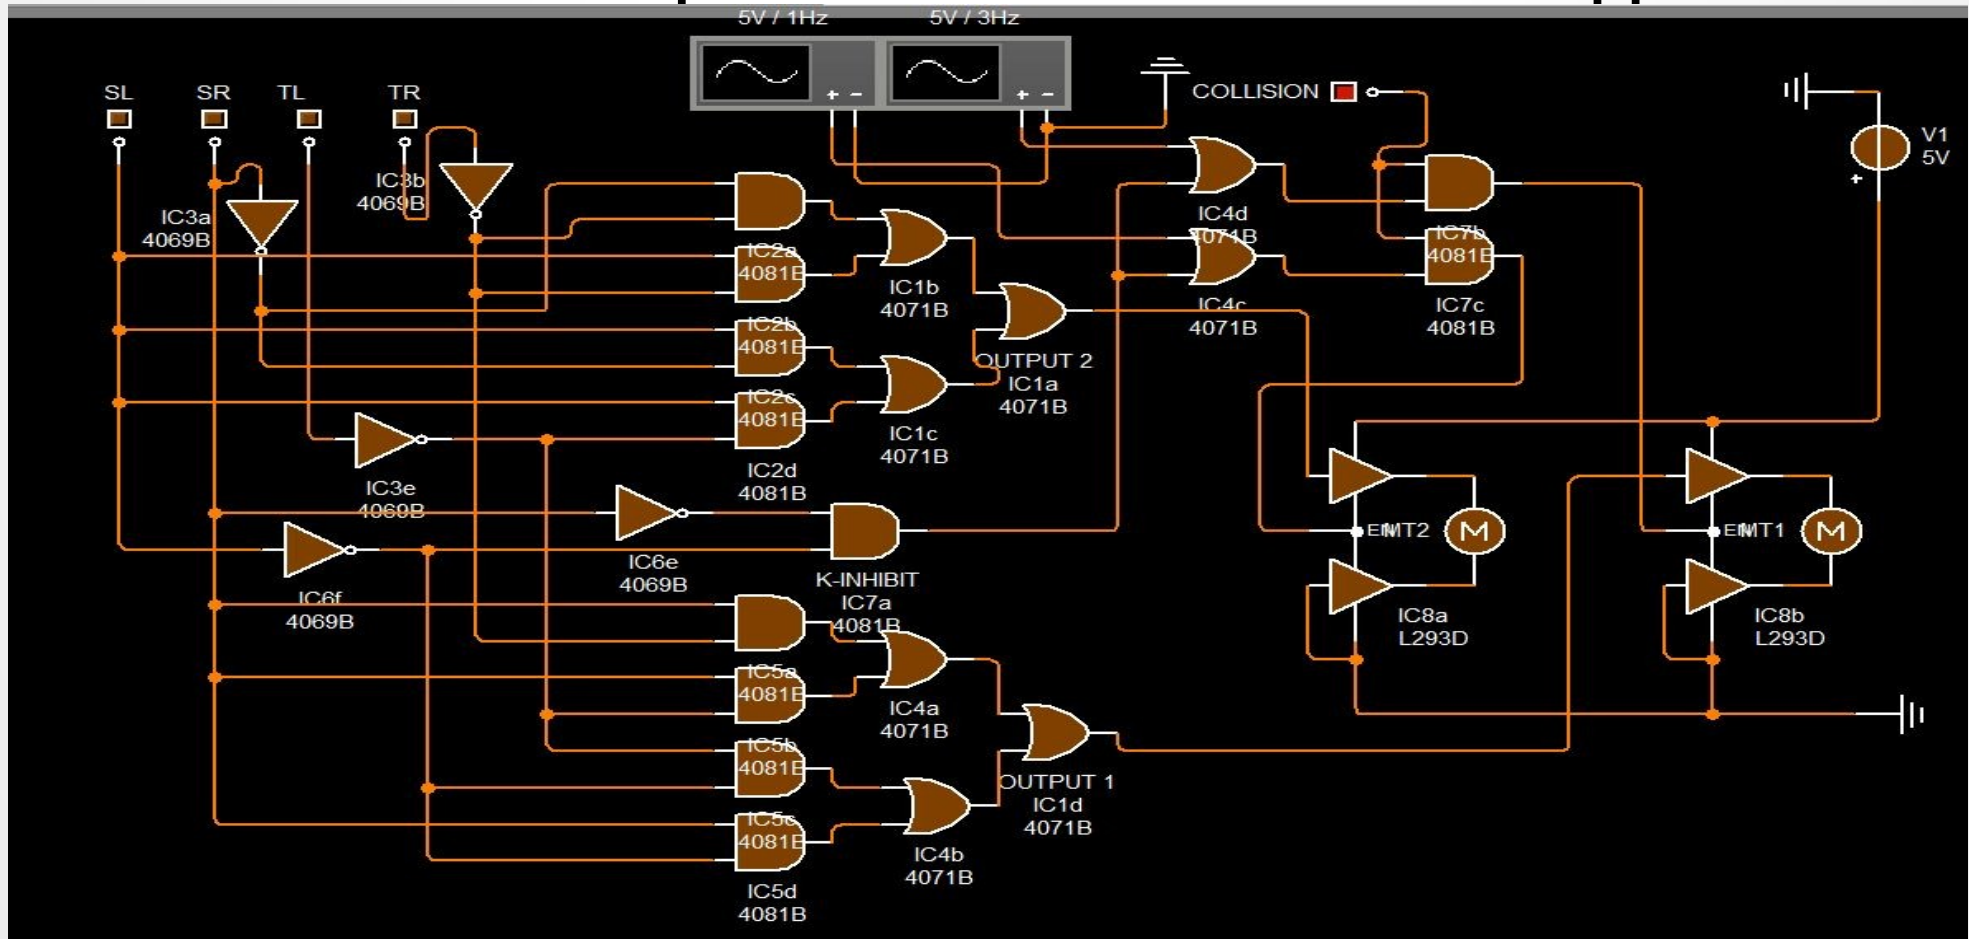 5V / 1Hz
5V / 3Hz
SL
SR
TL
TR
COLLISION
V1
5V
IC3a
4069B
IC3b
4069B
IC2a
4081B
IC2b
4081B
IC2c
4081B
IC2d
4081B
IC1b
4071B
IC1c
4071B
OUTPUT 2
IC1a
4071B
IC4d
4071B
IC4c
4071B
IC7b
4081B
IC7c
4081B
IC3e
4069B
IC6e
4069B
IC6f
4069B
K-INHIBIT
IC7a
4081B
IC5a
4081B
IC5b
4081B
IC5c
4081B
IC5d
4081B
IC4a
4071B
IC4b
4071B
OUTPUT 1
IC1d
4071B
MT2
M
IC8a
L293D
MT1
M
IC8b
L293D